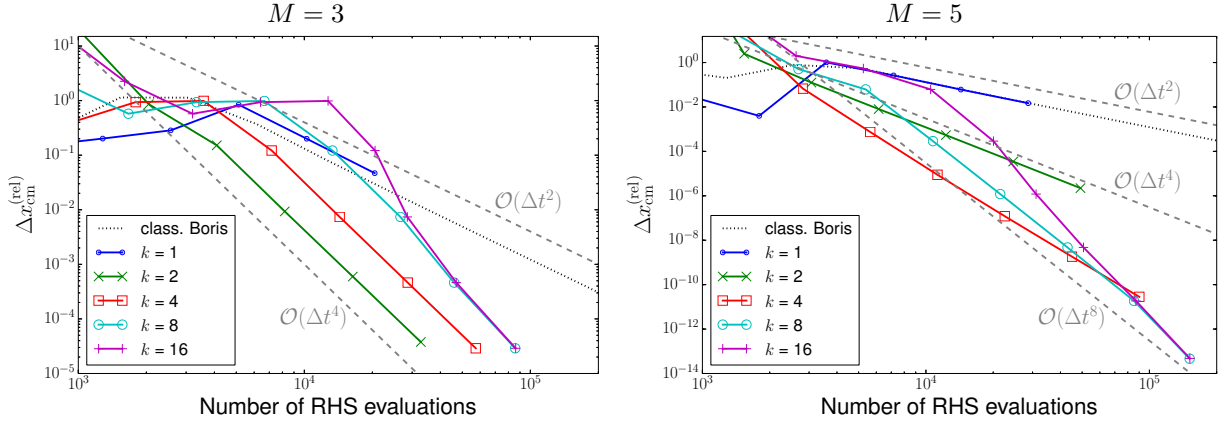 M = 3
10^1
10^0
10^-1
10^-2
10^-3
10^-4
10^-5
Δx_cm^(rel)
O(Δt^2)
O(Δt^4)
class. Boris
k = 1
k = 2
k = 4
k = 8
k = 16
10^3
10^4
10^5
Number of RHS evaluations
M = 5
10^0
10^-2
10^-4
10^-6
10^-8
10^-10
10^-12
10^-14
Δx_cm^(rel)
O(Δt^2)
O(Δt^4)
O(Δt^8)
class. Boris
k = 1
k = 2
k = 4
k = 8
k = 16
10^3
10^4
10^5
Number of RHS evaluations